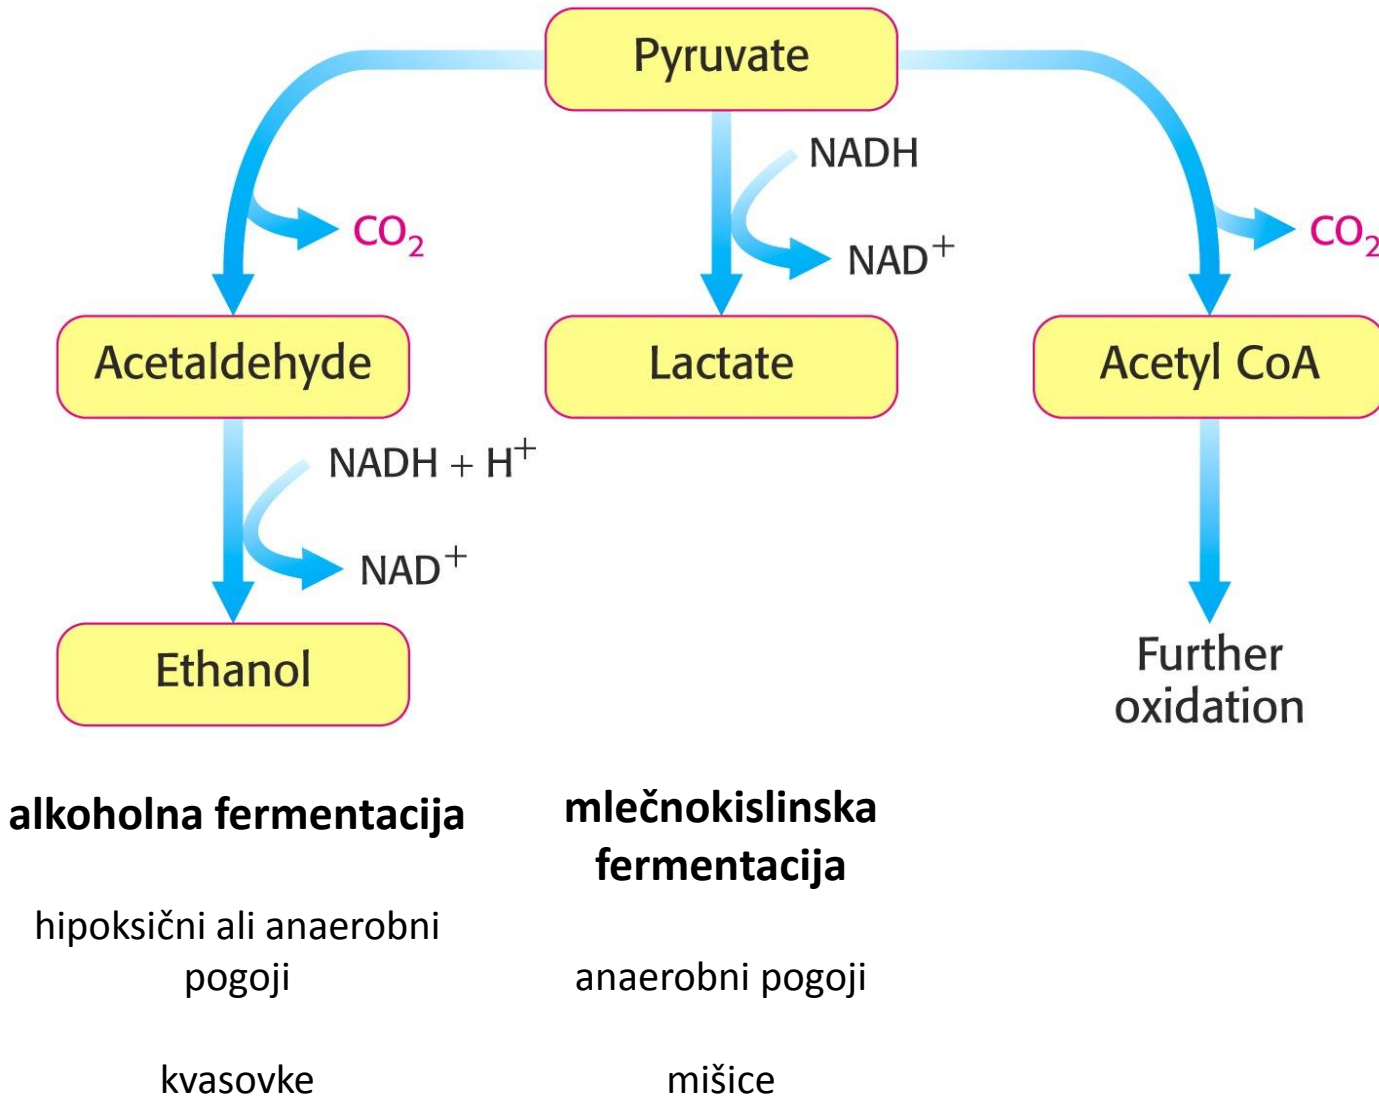 Pyruvate
NADH
CO₂
CO₂
NAD⁺
Acetaldehyde
Lactate
Acetyl CoA
NADH + H⁺
NAD⁺
Ethanol
Further
oxidation
alkoholna fermentacija
hipoksični ali anaerobni
pogoji
kvasovke
mlečnokislinska
fermentacija
anaerobni pogoji
mišice